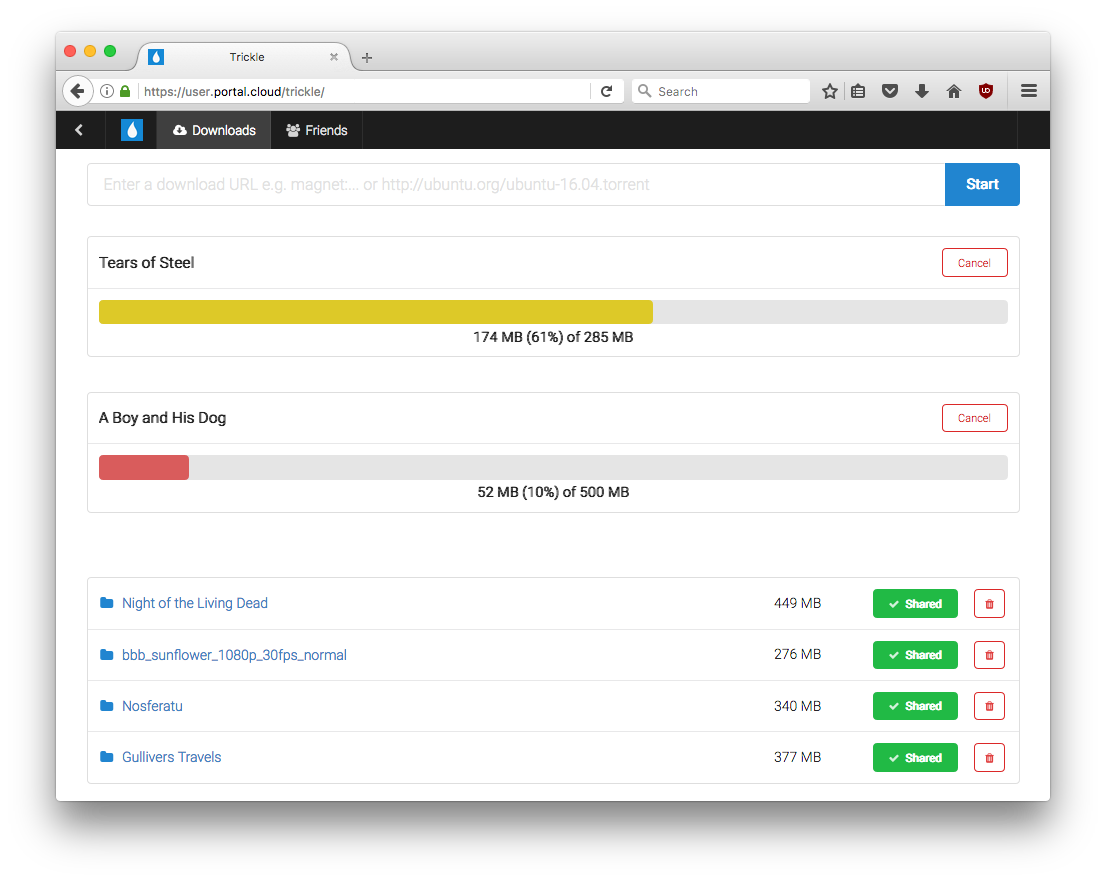 Trickle
https://user.portal.cloud/trickle/
Search
Downloads
Friends
Enter a download URL e.g. magnet:... or http://ubuntu.org/ubuntu-16.04.torrent
Start
Tears of Steel
Cancel
174 MB (61%) of 285 MB
A Boy and His Dog
Cancel
52 MB (10%) of 500 MB
Night of the Living Dead 449 MB Shared
bbb_sunflower_1080p_30fps_normal 276 MB Shared
Nosferatu 340 MB Shared
Gullivers Travels 377 MB Shared